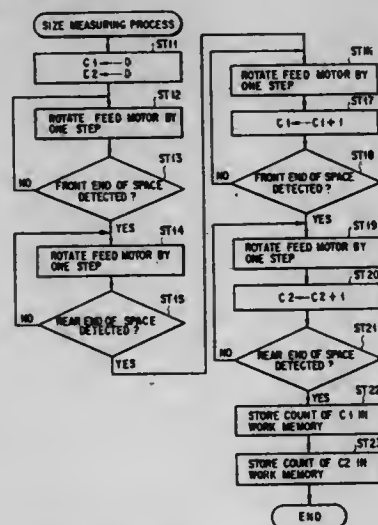 SIZE MEASURING PROCESS
ST11
C1 ← 0
C2 ← 0
ST12
ROTATE FEED MOTOR BY
ONE STEP
ST13
FRONT END OF SPACE
DETECTED ?
NO
YES
ST14
ROTATE FEED MOTOR BY
ONE STEP
ST15
REAR END OF SPACE
DETECTED ?
NO
YES
ST16
ROTATE FEED MOTOR BY
ONE STEP
ST17
C1 ← C1 + 1
ST18
FRONT END OF SPACE
DETECTED ?
NO
YES
ST19
ROTATE FEED MOTOR BY
ONE STEP
ST20
C2 ← C2 + 1
ST21
REAR END OF SPACE
DETECTED ?
NO
YES
ST22
STORE COUNT OF C1 IN
WORK MEMORY
ST23
STORE COUNT OF C2 IN
WORK MEMORY
END